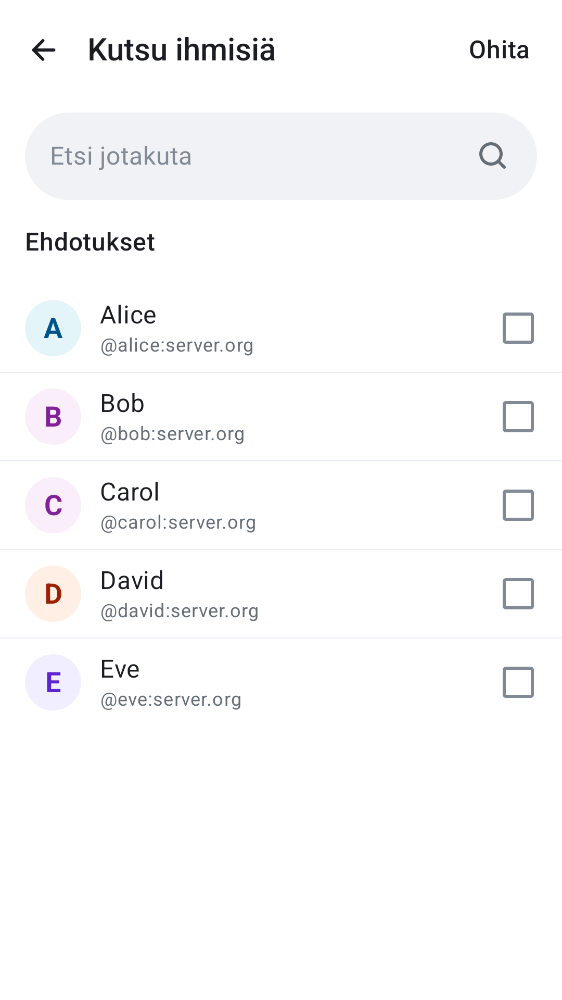 Kutsu ihmisiä
Ohita
Etsi jotakuta
Ehdotukset
A
Alice
@alice:server.org
B
Bob
@bob:server.org
C
Carol
@carol:server.org
D
David
@david:server.org
E
Eve
@eve:server.org